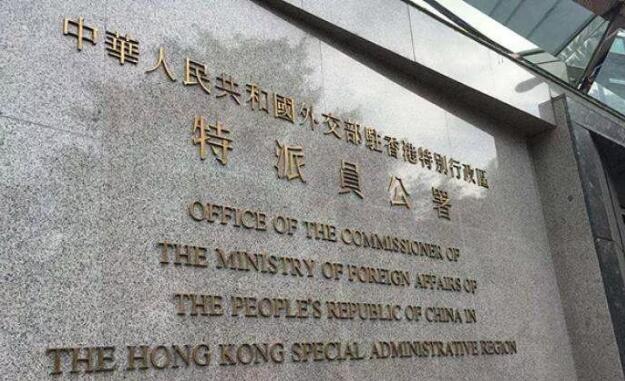 中華人民共和國外交部駐香港特別行政區
特派員公署
OFFICE OF THE COMMISSIONER OF
THE MINISTRY OF FOREIGN AFFAIRS OF
THE PEOPLE'S REPUBLIC OF CHINA IN
THE HONG KONG SPECIAL ADMINISTRATIVE REGION